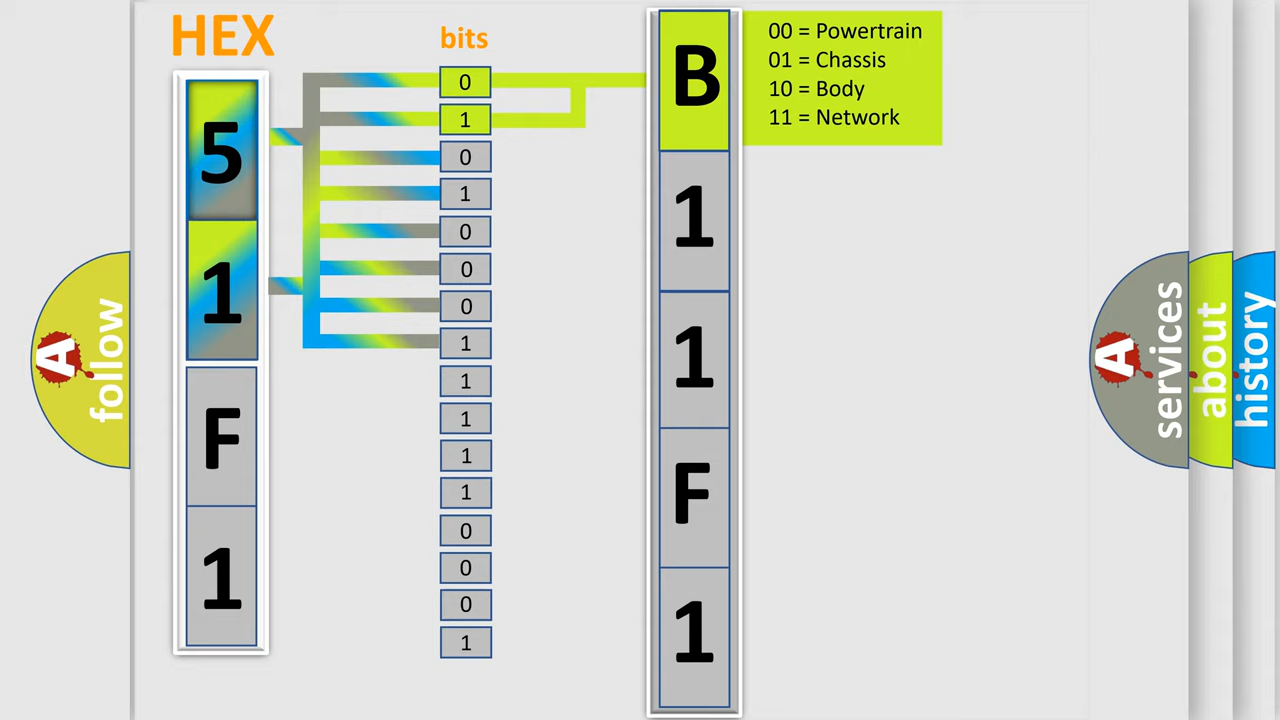 HEX
5
1
F
1
bits
0
1
0
1
0
0
0
1
1
1
1
1
0
0
0
1
B
1
1
F
1
00 = Powertrain
01 = Chassis
10 = Body
11 = Network
A
follow
A
services
about
history